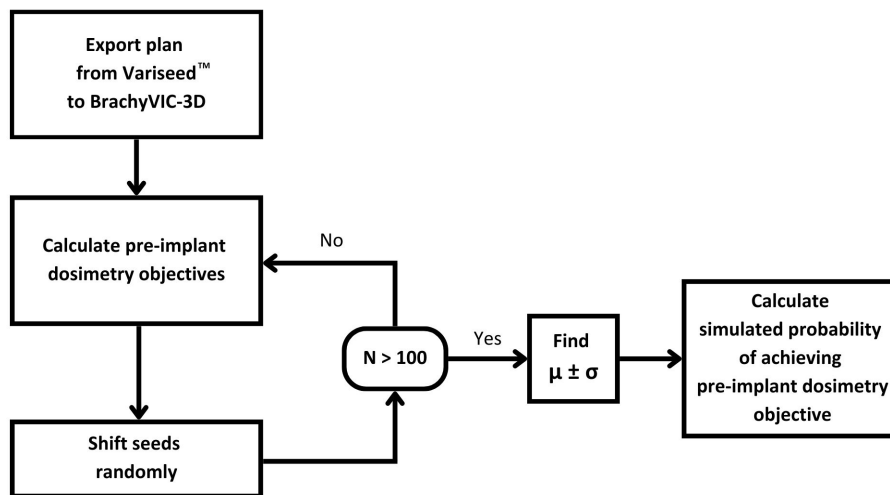 Export plan
from Variseed™
to BrachyVIC-3D
Calculate pre-implant
dosimetry objectives
Shift seeds
randomly
No
N > 100
Yes
Find
μ ± σ
Calculate
simulated probability
of achieving
pre-implant dosimetry
objective